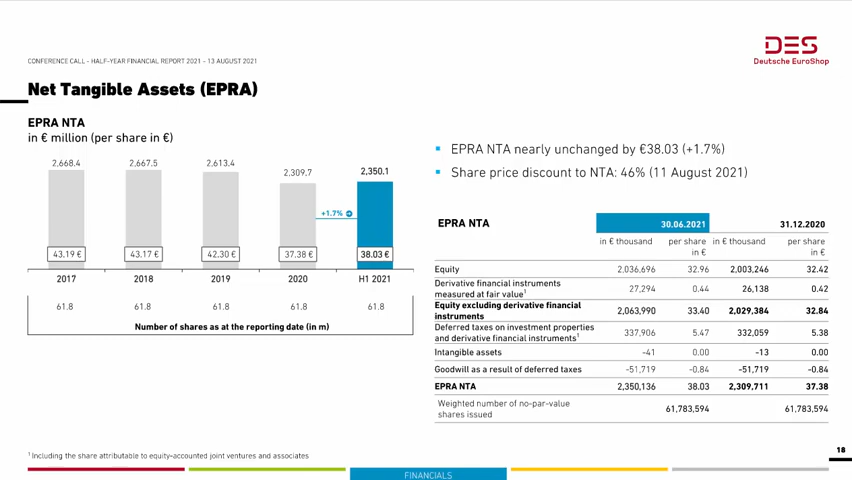 DES
Deutsche EuroShop
CONFERENCE CALL - HALF-YEAR FINANCIAL REPORT 2021 - 13 AUGUST 2021
Net Tangible Assets (EPRA)
EPRA NTA
in € million (per share in €)
2,668.4 2,667.5 2,613.4 2,309.7 2,350.1
+1.7%
43.19 € 43.17 € 42.30 € 37.38 € 38.03 €
2017 2018 2019 2020 H1 2021
61.8 61.8 61.8 61.8 61.8
Number of shares as at the reporting date (in m)
EPRA NTA nearly unchanged by €38.03 (+1.7%)
Share price discount to NTA: 46% (11 August 2021)
EPRA NTA 30.06.2021 31.12.2020
in € thousand per share in € thousand per share
in € in €
Equity 2,036,696 32.96 2,003,246 32.42
Derivative financial instruments
measured at fair value¹ 27,294 0.44 26,138 0.42
Equity excluding derivative financial
instruments 2,063,990 33.40 2,029,384 32.84
Deferred taxes on investment properties
and derivative financial instruments¹ 337,906 5.47 332,059 5.38
Intangible assets -41 0.00 -13 0.00
Goodwill as a result of deferred taxes -51,719 -0.84 -51,719 -0.84
EPRA NTA 2,350,136 38.03 2,309,711 37.38
Weighted number of no-par-value
shares issued 61,783,594 61,783,594
¹ Including the share attributable to equity-accounted joint ventures and associates
18
FINANCIALS